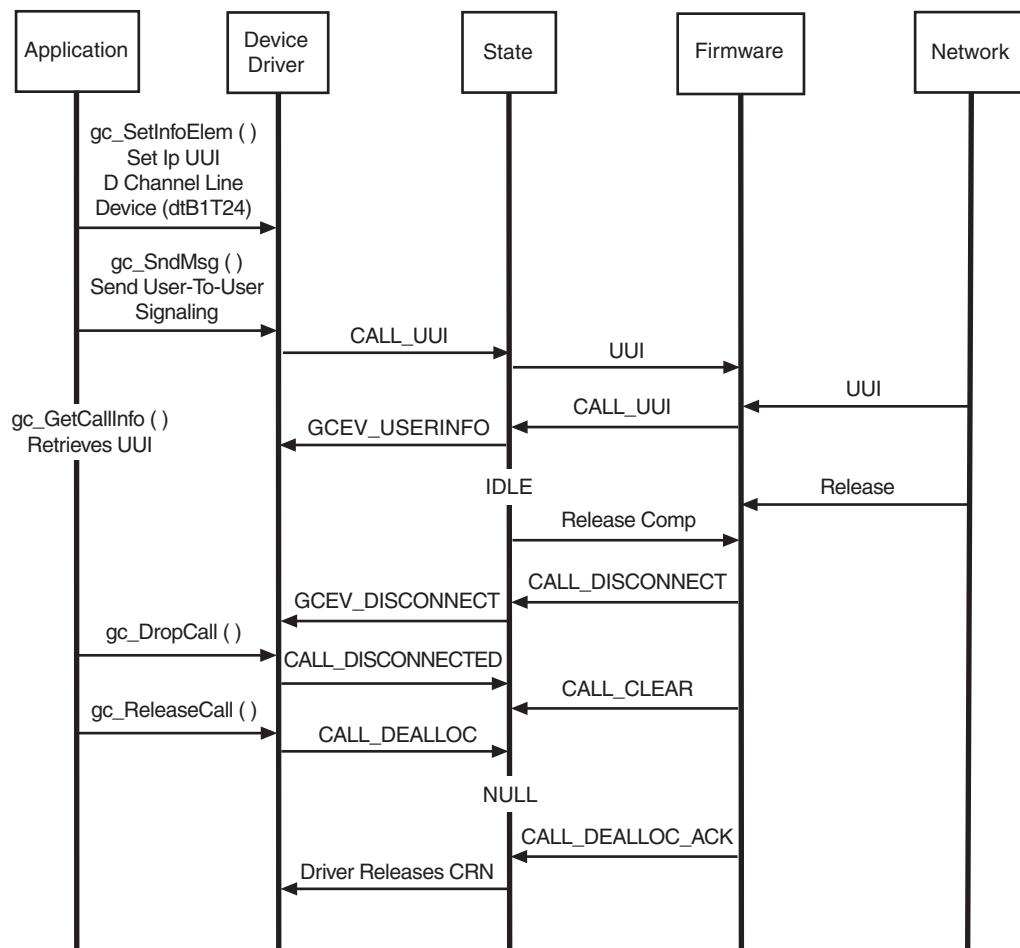 Application
Device
Driver
State
Firmware
Network
gc_SetInfoElem ( )
Set Ip UUI
D Channel Line
Device (dtB1T24)
gc_SndMsg ( )
Send User-To-User
Signaling
CALL_UUI
UUI
UUI
CALL_UUI
gc_GetCallInfo ( )
Retrieves UUI
GCEV_USERINFO
IDLE
Release
Release Comp
CALL_DISCONNECT
GCEV_DISCONNECT
gc_DropCall ( )
CALL_DISCONNECTED
CALL_CLEAR
gc_ReleaseCall ( )
CALL_DEALLOC
NULL
CALL_DEALLOC_ACK
Driver Releases CRN